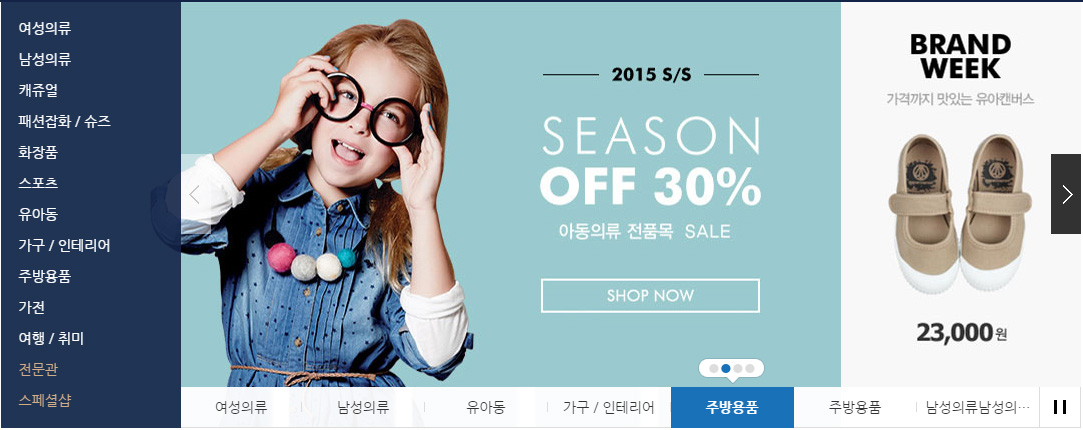 여성의류
남성의류
캐쥬얼
패션잡화 / 슈즈
화장품
스포츠
유아동
가구 / 인테리어
주방용품
가전
여행 / 취미
전문관
스페셜샵
2015 S/S
SEASON
OFF 30%
아동의류 전품목 SALE
SHOP NOW
BRAND
WEEK
가격까지 맛있는 유아캔버스
23,000원
여성의류
남성의류
유아동
가구 / 인테리어
주방용품
주방용품
남성의류남성의...